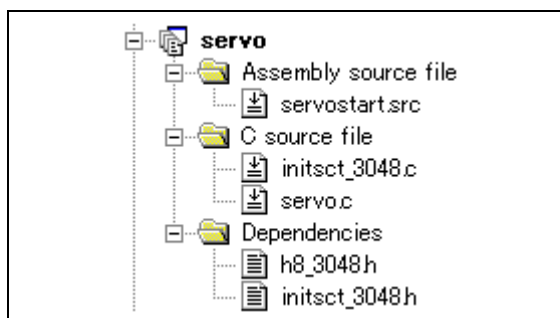 servo
Assembly source file
servostart.src
C source file
initsct_3048.c
servo.c
Dependencies
h8_3048.h
initsct_3048.h